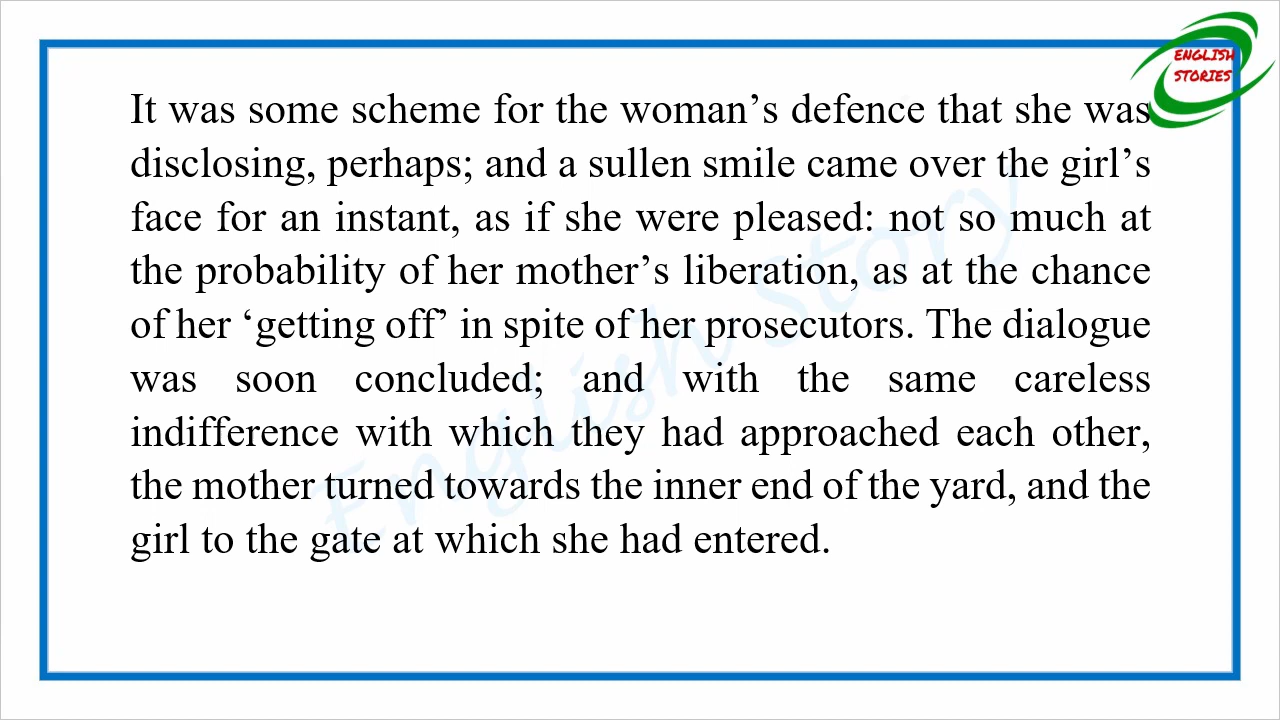 ENGLISH
STORIES
It was some scheme for the woman’s defence that she was
disclosing, perhaps; and a sullen smile came over the girl’s
face for an instant, as if she were pleased: not so much at
the probability of her mother’s liberation, as at the chance
of her ‘getting off’ in spite of her prosecutors. The dialogue
was soon concluded; and with the same careless
indifference with which they had approached each other,
the mother turned towards the inner end of the yard, and the
girl to the gate at which she had entered.
English Story